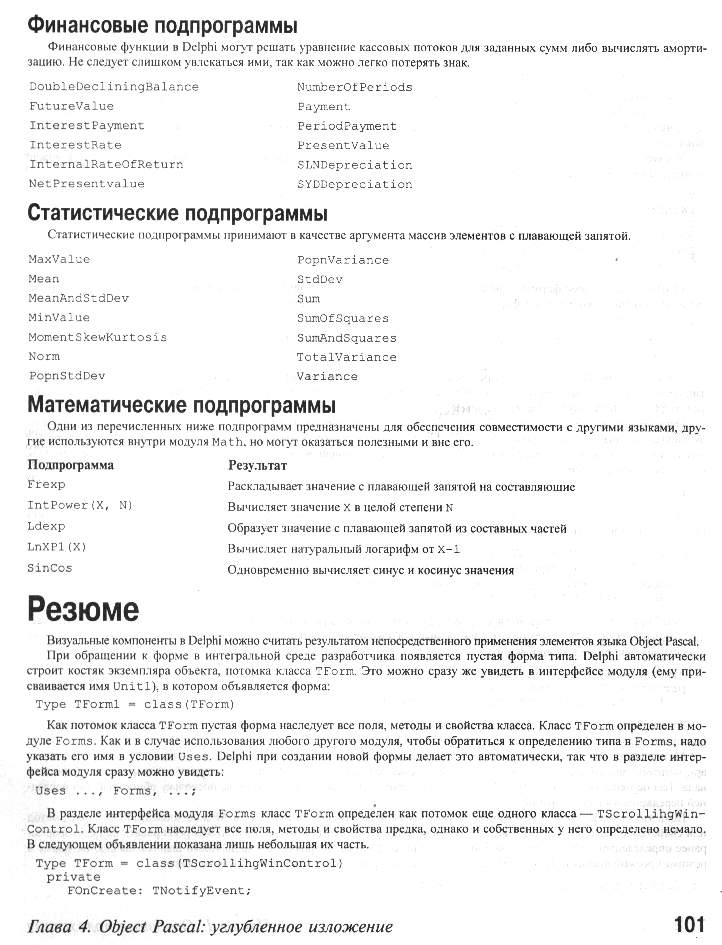 Финансовые подпрограммы
Финансовые функции в Delphi могут решать уравнение кассовых потоков для заданных сумм либо вычислять аморти-
зацию. Не следует слишком увлекаться ими, так как можно легко потерять знак.
DoubleDecliningBalance NumberOfPeriods
FutureValue Payment
InterestPayment PeriodPayment
InterestRate PresentValue
InternalRateOfReturn SLNDepreciation
NetPresentvalue SYDDepreciation
Статистические подпрограммы
Статистические подпрограммы принимают в качестве аргумента массив элементов с плавающей запятой.
MaxValue PopnVariance
Mean StdDev
MeanAndStdDev Sum
MinValue SumOfSquares
MomentSkewKurtosis SumAndSquares
Norm TotalVariance
PopnStdDev Variance
Математические подпрограммы
Одни из перечисленных ниже подпрограмм предназначены для обеспечения совместимости с другими языками, дру-
гие используются внутри модуля Math, но могут оказаться полезными и вне его.
Подпрограмма Результат
Frexp Раскладывает значение с плавающей запятой на составляющие
IntPower(X, N) Вычисляет значение X в целой степени N
Ldexp Образует значение с плавающей запятой из составных частей
LnXP1(X) Вычисляет натуральный логарифм от X-1
SinCos Одновременно вычисляет синус и косинус значения
Резюме
Визуальные компоненты в Delphi можно считать результатом непосредственного применения элементов языка Object Pascal.
При обращении к форме в интегральной среде разработчика появляется пустая форма типа. Delphi автоматически
строит костяк экземпляра объекта, потомка класса TForm. Это можно сразу же увидеть в интерфейсе модуля (ему при-
сваивается имя Unit1), в котором объявляется форма:
Type TForm1 = class(TForm)
Как потомок класса TForm пустая форма наследует все поля, методы и свойства класса. Класс TForm определен в мо-
дуле Forms. Как и в случае использования любого другого модуля, чтобы обратиться к определению типа в Forms, надо
указать его имя в условии Uses. Delphi при создании новой формы делает это автоматически, так что в разделе интер-
фейса модуля сразу можно увидеть:
Uses ..., Forms, ...;
В разделе интерфейса модуля Forms класс TForm определен как потомок еще одного класса — TScrollihgWin-
Control. Класс TForm наследует все поля, методы и свойства предка, однако и собственных у него определено немало.
В следующем объявлении показана лишь небольшая их часть.
Type TForm = class(TScrollihgWinControl)
private
FOnCreate: TNotifyEvent;
Глава 4. Object Pascal: углубленное изложение 101